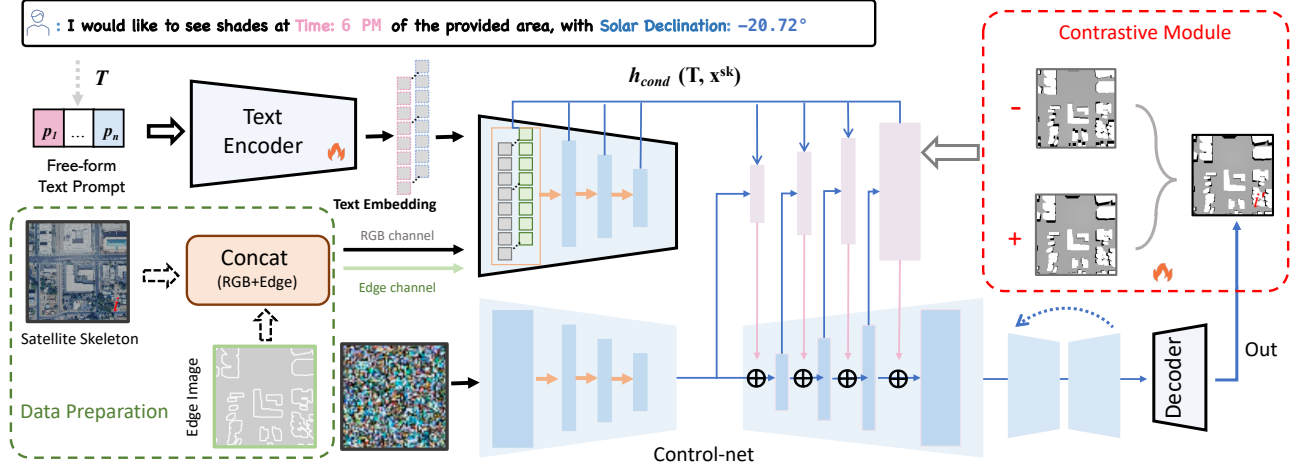 : I would like to see shades at Time: 6 PM of the provided area, with Solar Declination: −20.72°
T
p1 ... pn
Free-form
Text Prompt
Text
Encoder
Text Embedding
h_cond (T, x^sk)
Contrastive Module
-
+
Satellite Skeleton
Concat
(RGB+Edge)
RGB channel
Edge channel
Edge Image
Data Preparation
Control-net
Decoder
Out